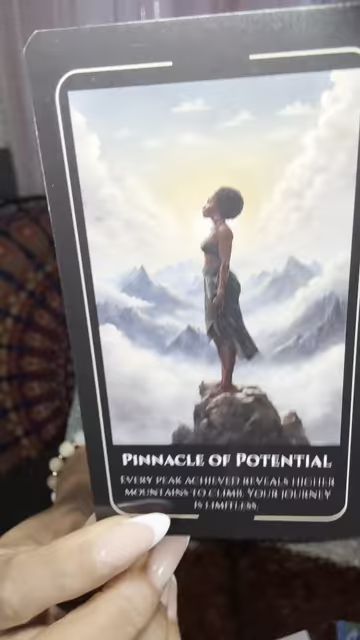 PINNACLE OF POTENTIAL
EVERY PEAK ACHIEVED REVEALS HIGHER
MOUNTAINS TO CLIMB. YOUR JOURNEY
IS LIMITLESS.